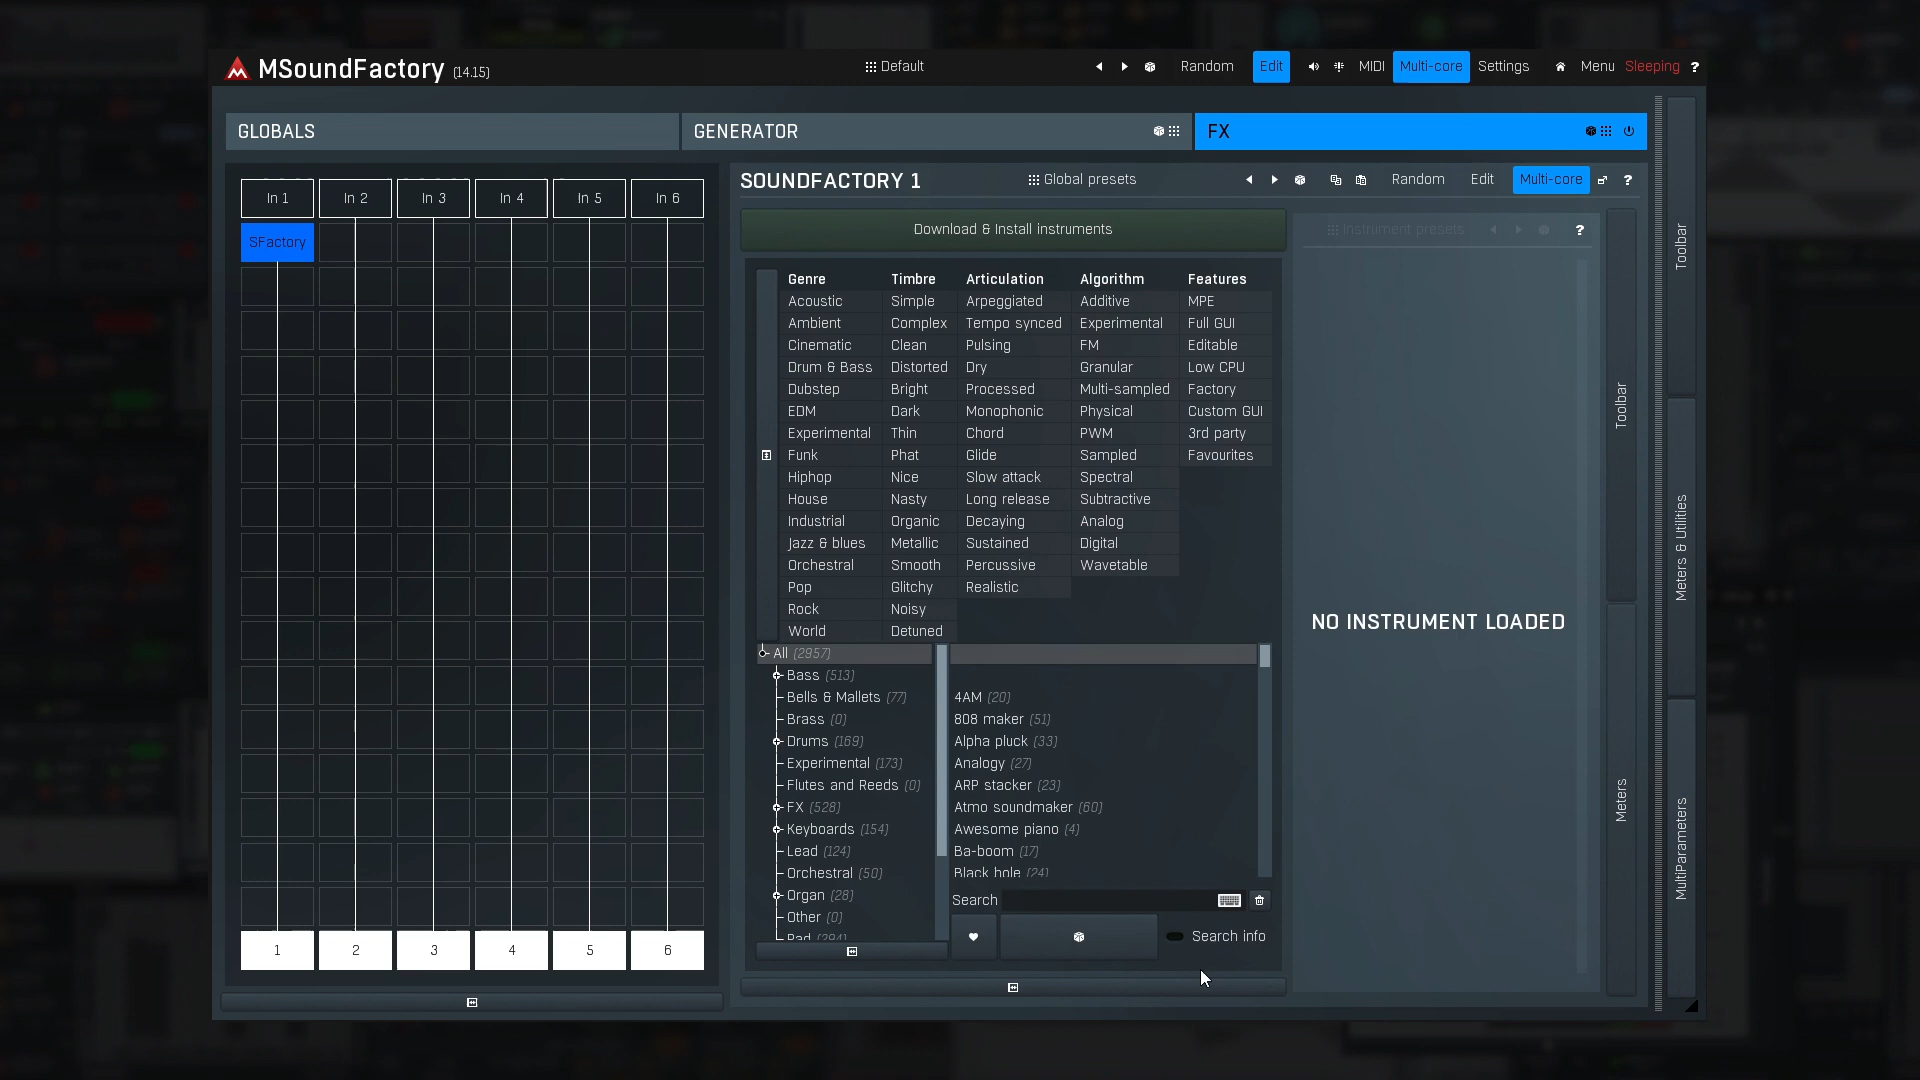 MSoundFactory (14.15)
Default
Random
Edit
MIDI
Multi-core
Settings
Menu
Sleeping
?
GLOBALS
GENERATOR
FX
In 1
In 2
In 3
In 4
In 5
In 6
SFactory
1
2
3
4
5
6
SOUNDFACTORY 1
Global presets
Random
Edit
Multi-core
?
Download & Install instruments
Genre
Acoustic
Ambient
Cinematic
Drum & Bass
Dubstep
EDM
Experimental
Funk
Hiphop
House
Industrial
Jazz & blues
Orchestral
Pop
Rock
World
Timbre
Simple
Complex
Clean
Distorted
Bright
Dark
Thin
Phat
Nice
Nasty
Organic
Metallic
Smooth
Glitchy
Noisy
Detuned
Articulation
Arpeggiated
Tempo synced
Pulsing
Dry
Processed
Monophonic
Chord
Glide
Slow attack
Long release
Decaying
Sustained
Percussive
Realistic
Algorithm
Additive
Experimental
FM
Granular
Multi-sampled
Physical
PWM
Sampled
Spectral
Subtractive
Analog
Digital
Wavetable
Features
MPE
Full GUI
Editable
Low CPU
Factory
Custom GUI
3rd party
Favourites
All (2957)
Bass (513)
Bells & Mallets (77)
Brass (0)
Drums (169)
Experimental (173)
Flutes and Reeds (0)
FX (528)
Keyboards (154)
Lead (124)
Orchestral (50)
Organ (28)
Other (0)
Pad (294)
4AM (20)
808 maker (51)
Alpha pluck (33)
Analogy (27)
ARP stacker (23)
Atmo soundmaker (60)
Awesome piano (4)
Ba-boom (17)
Black hole (24)
Search
Search info
Instrument presets
?
NO INSTRUMENT LOADED
Toolbar
Meters
Toolbar
Meters & Utilities
MultiParameters